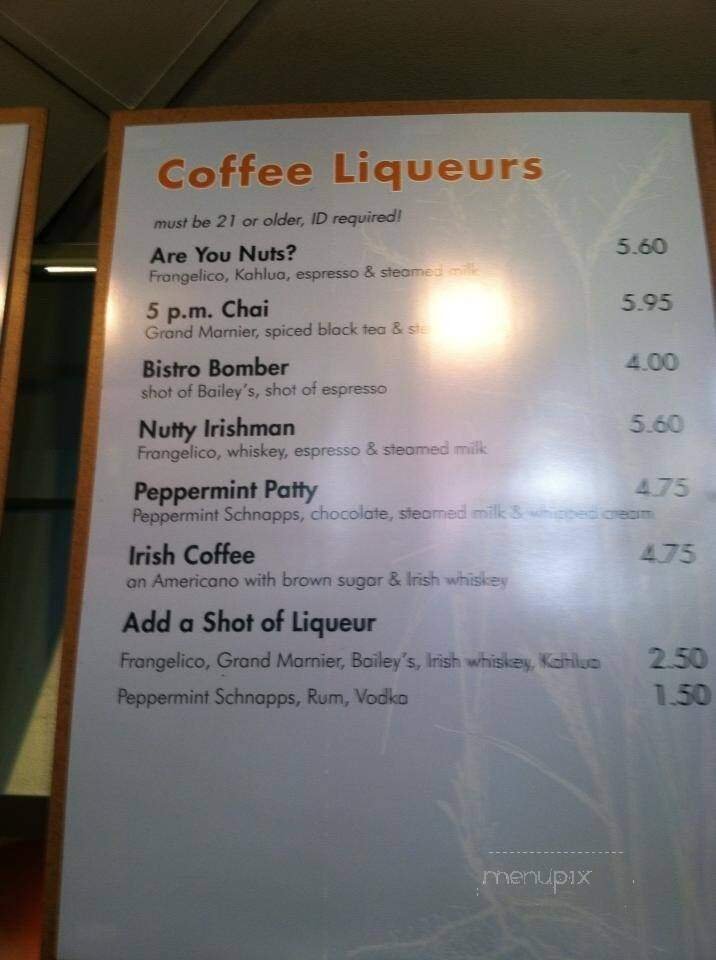 Coffee Liqueurs
must be 21 or older, ID required!
Are You Nuts? 5.60
Frangelico, Kahlua, espresso & steamed milk
5 p.m. Chai 5.95
Grand Marnier, spiced black tea &
Bistro Bomber 4.00
shot of Bailey's, shot of espresso
Nutty Irishman 5.60
Frangelico, whiskey, espresso & steamed milk
Peppermint Patty 4.75
Peppermint Schnapps, chocolate, steamed milk & whipped cream
Irish Coffee 4.75
an Americano with brown sugar & Irish whiskey
Add a Shot of Liqueur
Frangelico, Grand Marnier, Bailey's, Irish whiskey, Kahlua 2.50
Peppermint Schnapps, Rum, Vodka 1.50
menupix